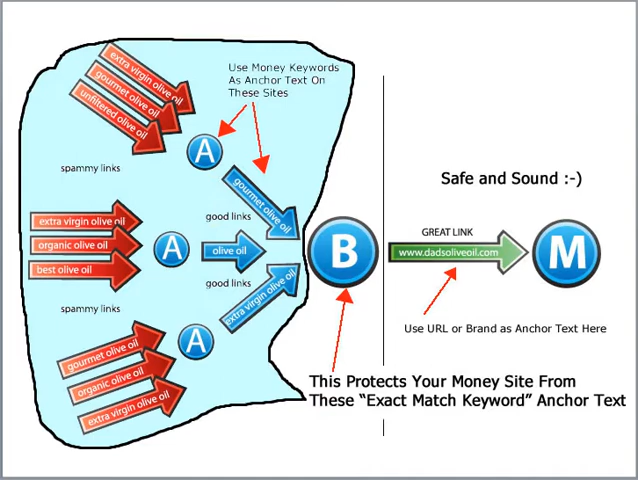 extra virgin olive oil
gourmet olive oil
unfiltered olive oil
Use Money Keywords
As Anchor Text On
These Sites
A
spammy links
gourmet olive oil
Safe and Sound :-)
good links
extra virgin olive oil
organic olive oil
best olive oil
A
olive oil
B
GREAT LINK
www.dadsoliveoil.com
M
good links
extra virgin olive oil
spammy links
Use URL or Brand as Anchor Text Here
A
gourmet olive oil
organic olive oil
extra virgin olive oil
This Protects Your Money Site From
These “Exact Match Keyword” Anchor Text